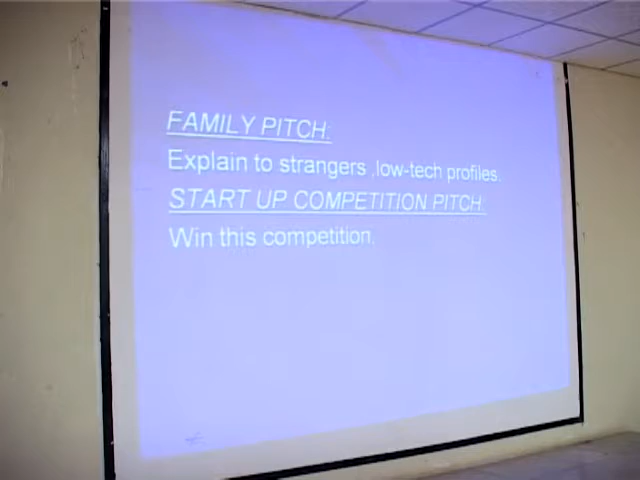 FAMILY PITCH:
Explain to strangers ,low-tech profiles.
START UP COMPETITION PITCH:
Win this competition.